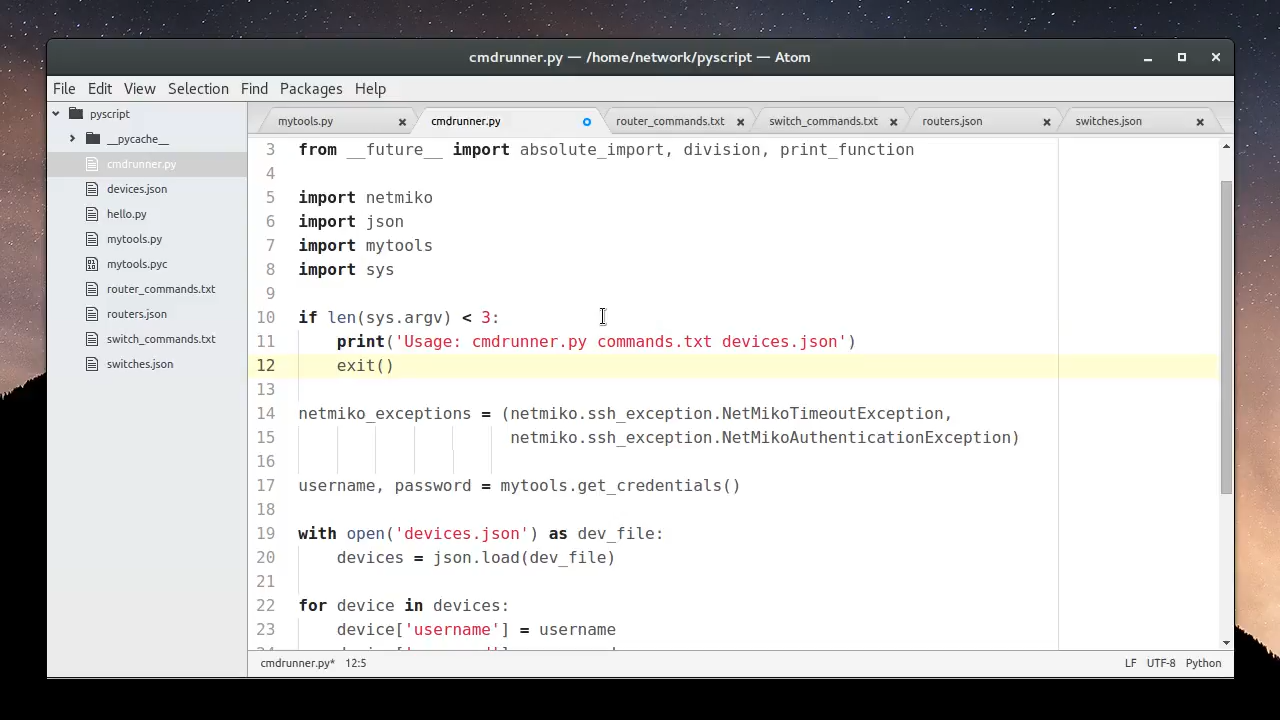 cmdrunner.py — /home/network/pyscript — Atom
File Edit View Selection Find Packages Help
pyscript
__pycache__
cmdrunner.py
devices.json
hello.py
mytools.py
mytools.pyc
router_commands.txt
routers.json
switch_commands.txt
switches.json
mytools.py cmdrunner.py router_commands.txt switch_commands.txt routers.json switches.json
3 from __future__ import absolute_import, division, print_function
4
5 import netmiko
6 import json
7 import mytools
8 import sys
9
10 if len(sys.argv) < 3:
11 print('Usage: cmdrunner.py commands.txt devices.json')
12 exit()
13
14 netmiko_exceptions = (netmiko.ssh_exception.NetMikoTimeoutException,
15 netmiko.ssh_exception.NetMikoAuthenticationException)
16
17 username, password = mytools.get_credentials()
18
19 with open('devices.json') as dev_file:
20 devices = json.load(dev_file)
21
22 for device in devices:
23 device['username'] = username
cmdrunner.py* 12:5 LF UTF-8 Python